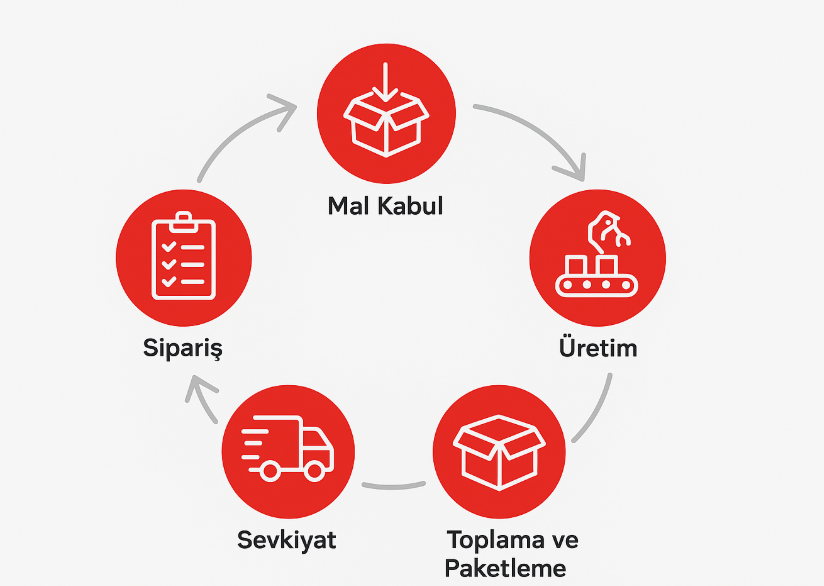 Mal Kabul
Üretim
Toplama ve
Paketleme
Sevkiyat
Sipariş